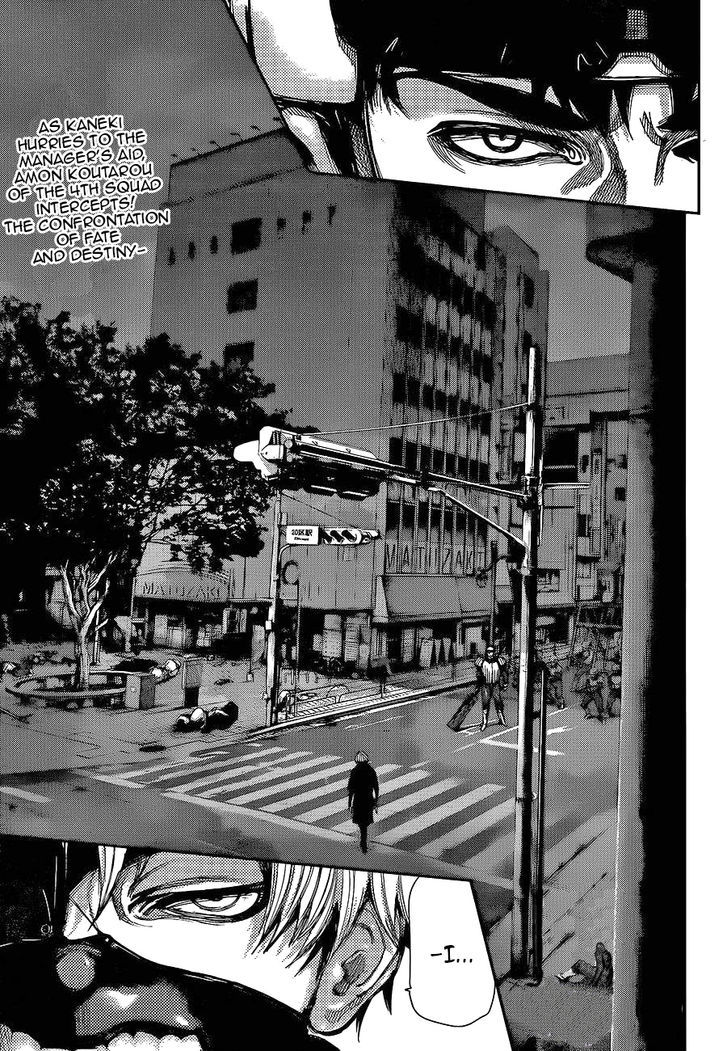 AS KANEKI
HURRIES TO THE
MANAGER'S AID,
AMON KOUTAROU
OF THE 4TH SQUAD
INTERCEPTS!
THE CONFRONTATION
OF FATE
AND DESTINY-
MATUZAKI
MATUZAKI
-I...